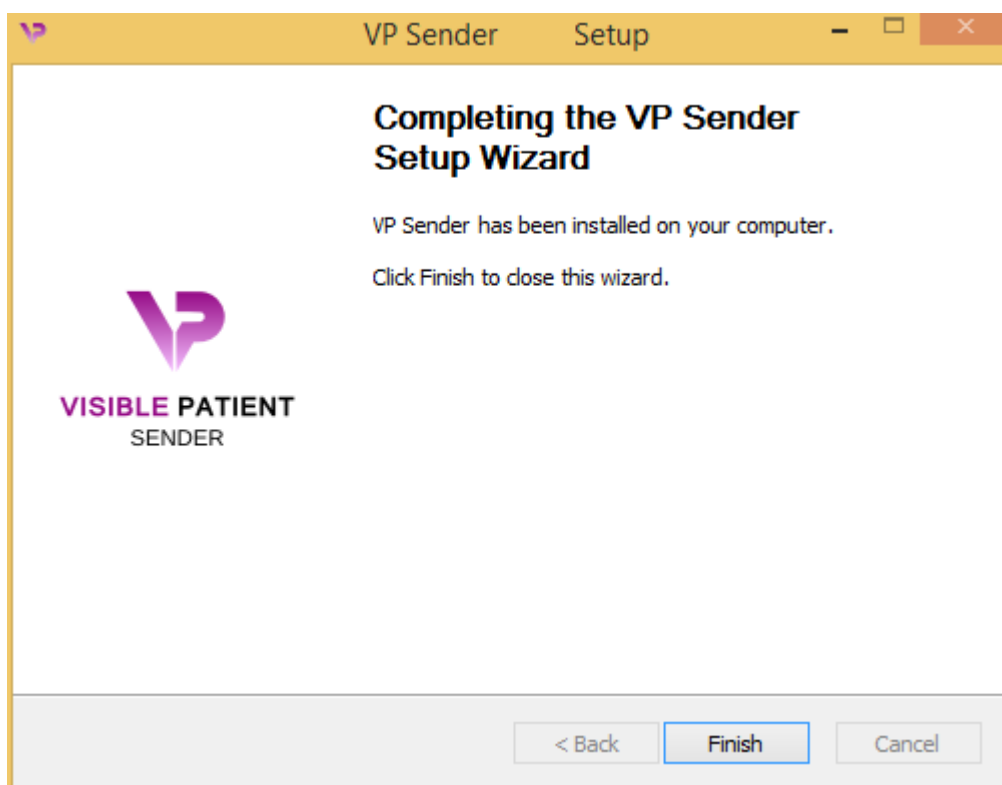 VP Sender Setup
Completing the VP Sender
Setup Wizard
VP Sender has been installed on your computer.
Click Finish to close this wizard.
VISIBLE PATIENT
SENDER
< Back
Finish
Cancel